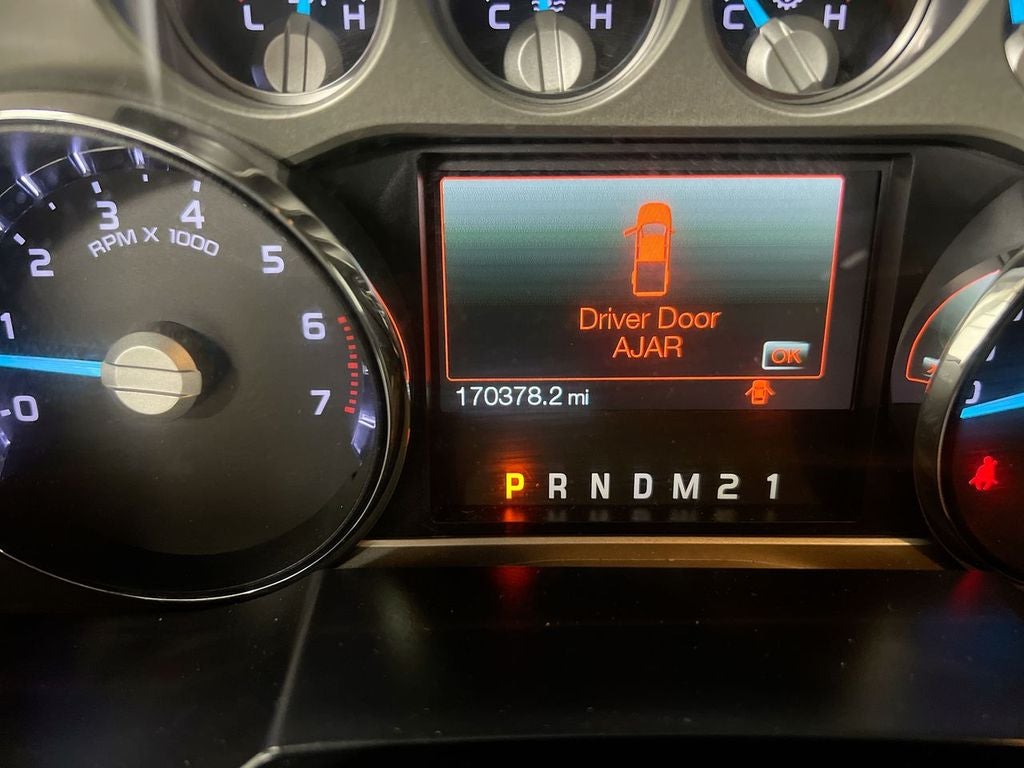 L H
C H
C H
0
1
2
3
4
5
6
7
RPM X 1000
Driver Door
AJAR
OK
170378.2 mi
P R N D M 2 1
0